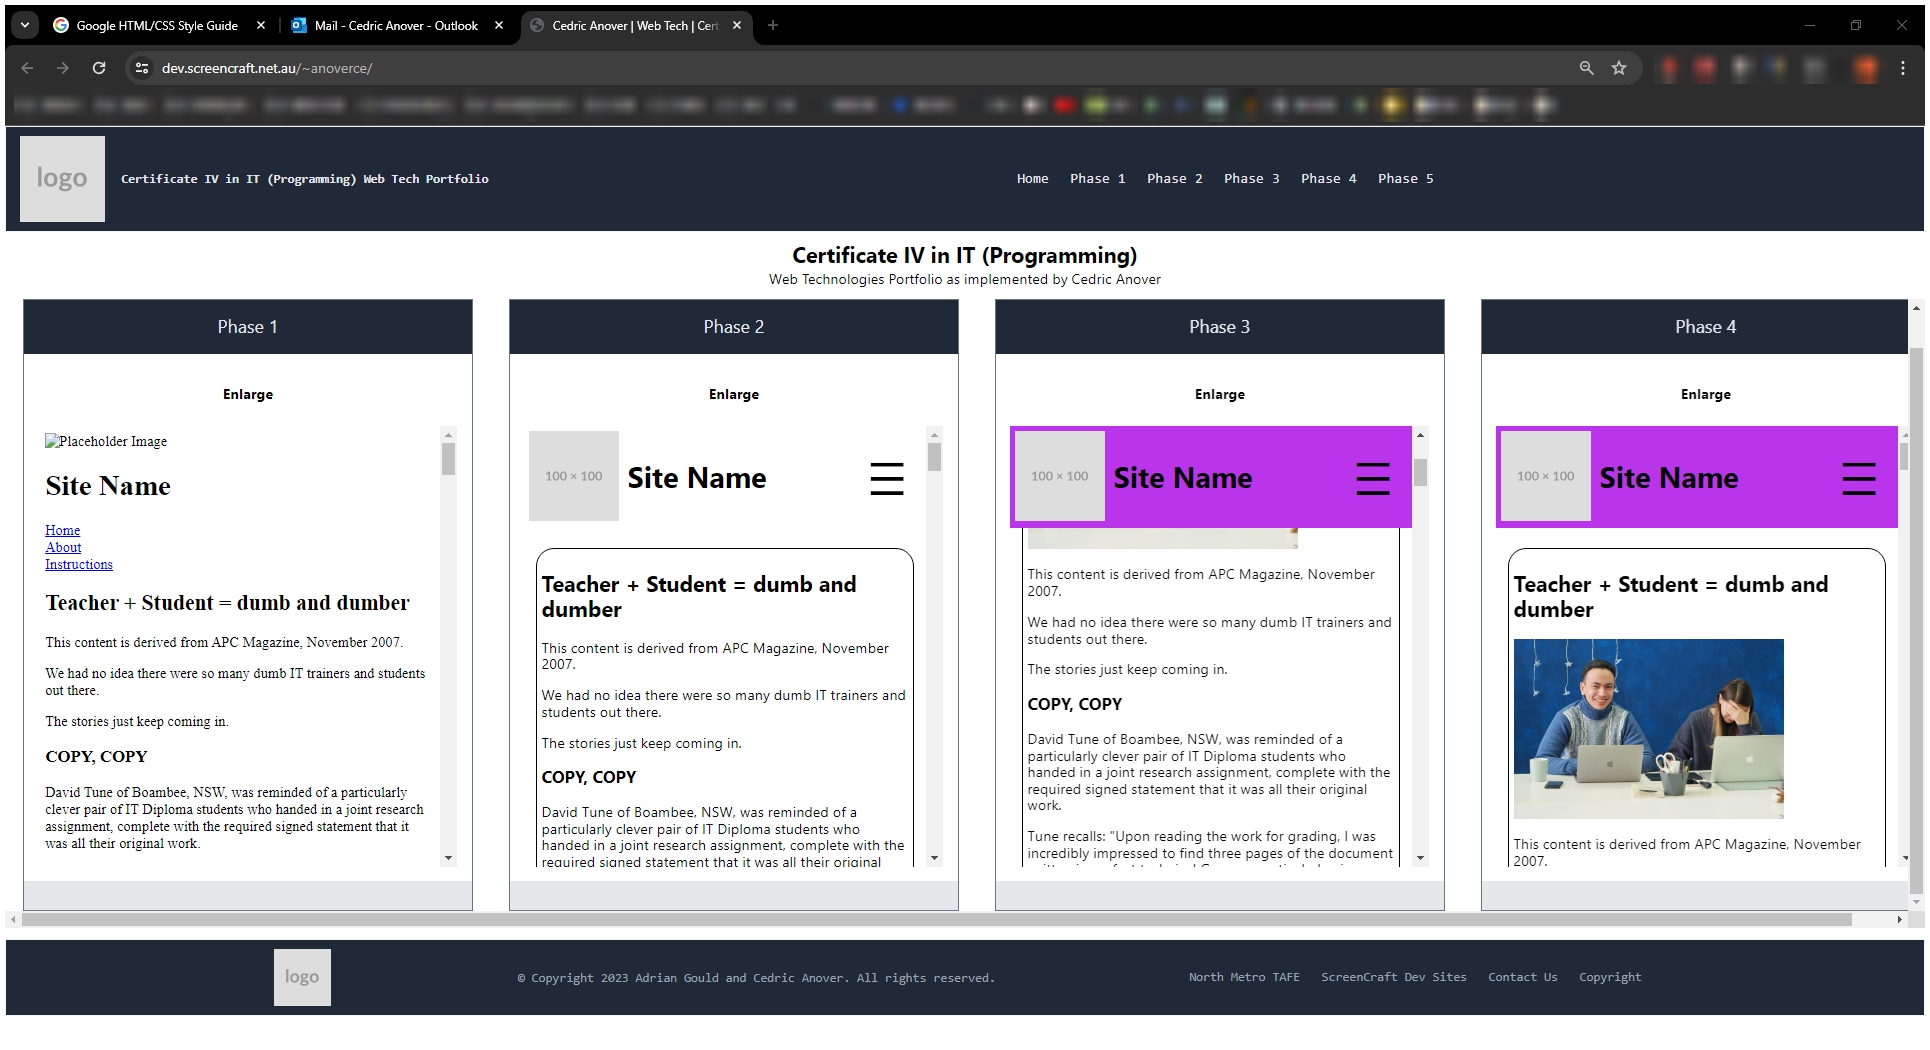 Google HTML/CSS Style Guide
Mail - Cedric Anover - Outlook
Cedric Anover | Web Tech | Cert
dev.screencraft.net.au/~anoverce/
logo
Certificate IV in IT (Programming) Web Tech Portfolio
Home Phase 1 Phase 2 Phase 3 Phase 4 Phase 5
Certificate IV in IT (Programming)
Web Technologies Portfolio as implemented by Cedric Anover
Phase 1
Enlarge
Placeholder Image
Site Name
Home
About
Instructions
Teacher + Student = dumb and dumber
This content is derived from APC Magazine, November 2007.
We had no idea there were so many dumb IT trainers and students
out there.
The stories just keep coming in.
COPY, COPY
David Tune of Boambee, NSW, was reminded of a particularly
clever pair of IT Diploma students who handed in a joint research
assignment, complete with the required signed statement that it
was all their original work.
Phase 2
Enlarge
100 × 100
Site Name
Teacher + Student = dumb and
dumber
This content is derived from APC Magazine, November
2007.
We had no idea there were so many dumb IT trainers and
students out there.
The stories just keep coming in.
COPY, COPY
David Tune of Boambee, NSW, was reminded of a
particularly clever pair of IT Diploma students who
handed in a joint research assignment, complete with the
required signed statement that it was all their original
Phase 3
Enlarge
100 × 100
Site Name
This content is derived from APC Magazine, November
2007.
We had no idea there were so many dumb IT trainers and
students out there.
The stories just keep coming in.
COPY, COPY
David Tune of Boambee, NSW, was reminded of a
particularly clever pair of IT Diploma students who
handed in a joint research assignment, complete with the
required signed statement that it was all their original
work.
Tune recalls: "Upon reading the work for grading, I was
incredibly impressed to find three pages of the document
Phase 4
Enlarge
100 × 100
Site Name
Teacher + Student = dumb and
dumber
This content is derived from APC Magazine, November
2007.
logo
© Copyright 2023 Adrian Gould and Cedric Anover. All rights reserved.
North Metro TAFE ScreenCraft Dev Sites Contact Us Copyright